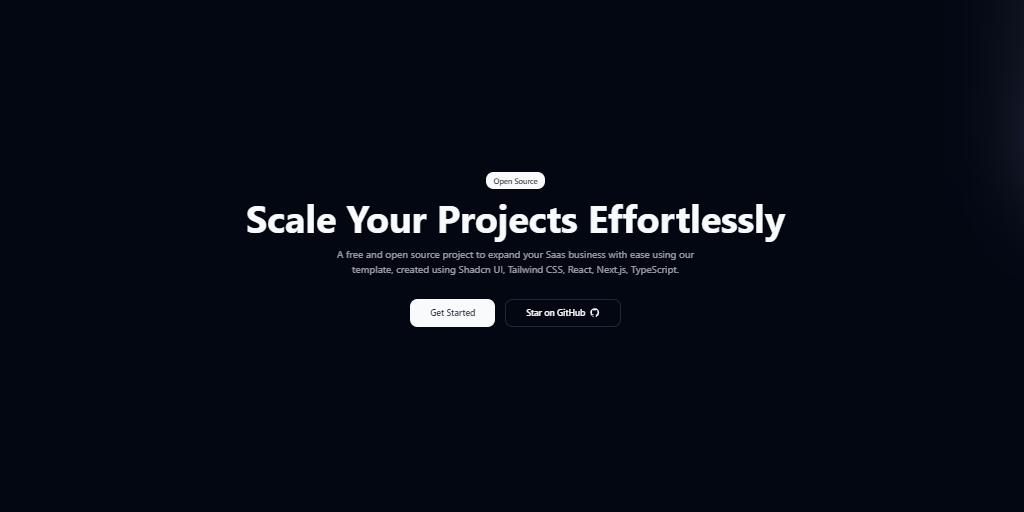 Open Source
Scale Your Projects Effortlessly
A free and open source project to expand your Saas business with ease using our
template, created using Shadcn UI, Tailwind CSS, React, Next.js, TypeScript.
Get Started
Star on GitHub